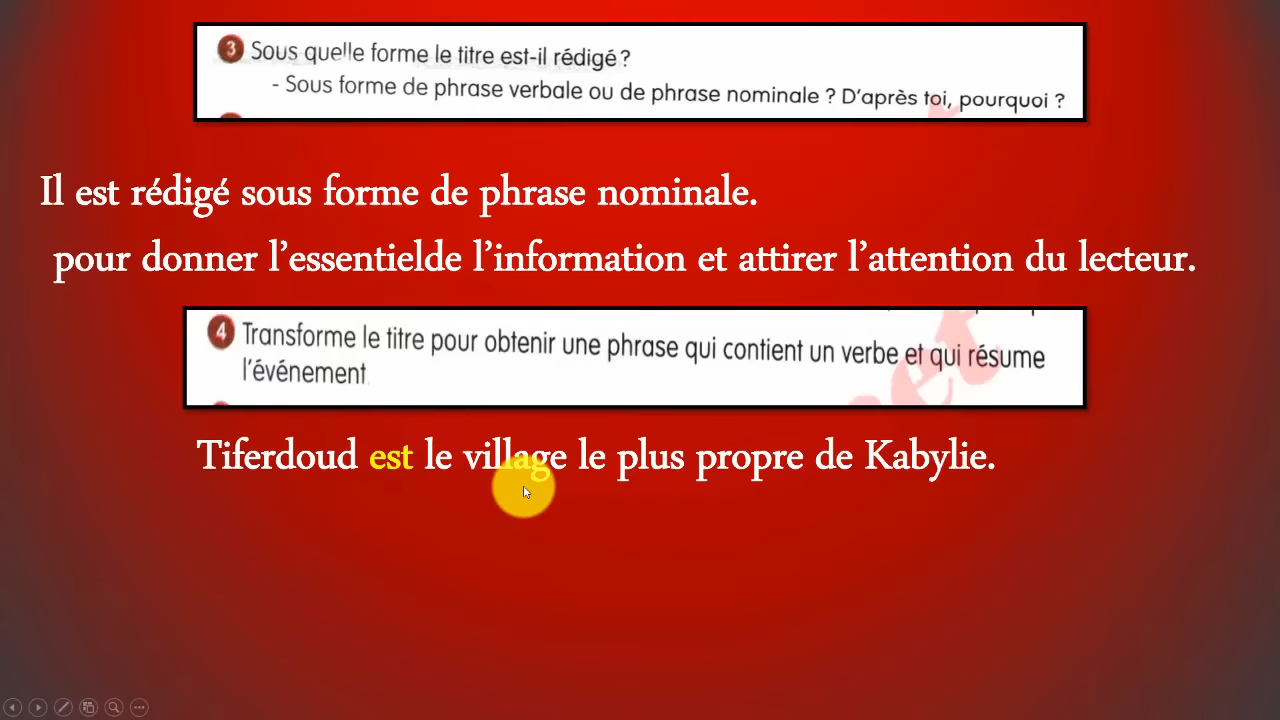 3 Sous quelle forme le titre est-il rédigé ?
- Sous forme de phrase verbale ou de phrase nominale ? D'après toi, pourquoi ?
Il est rédigé sous forme de phrase nominale.
pour donner l'essentielde l'information et attirer l'attention du lecteur.
4 Transforme le titre pour obtenir une phrase qui contient un verbe et qui résume
l'événement.
Tiferdoud est le village le plus propre de Kabylie.